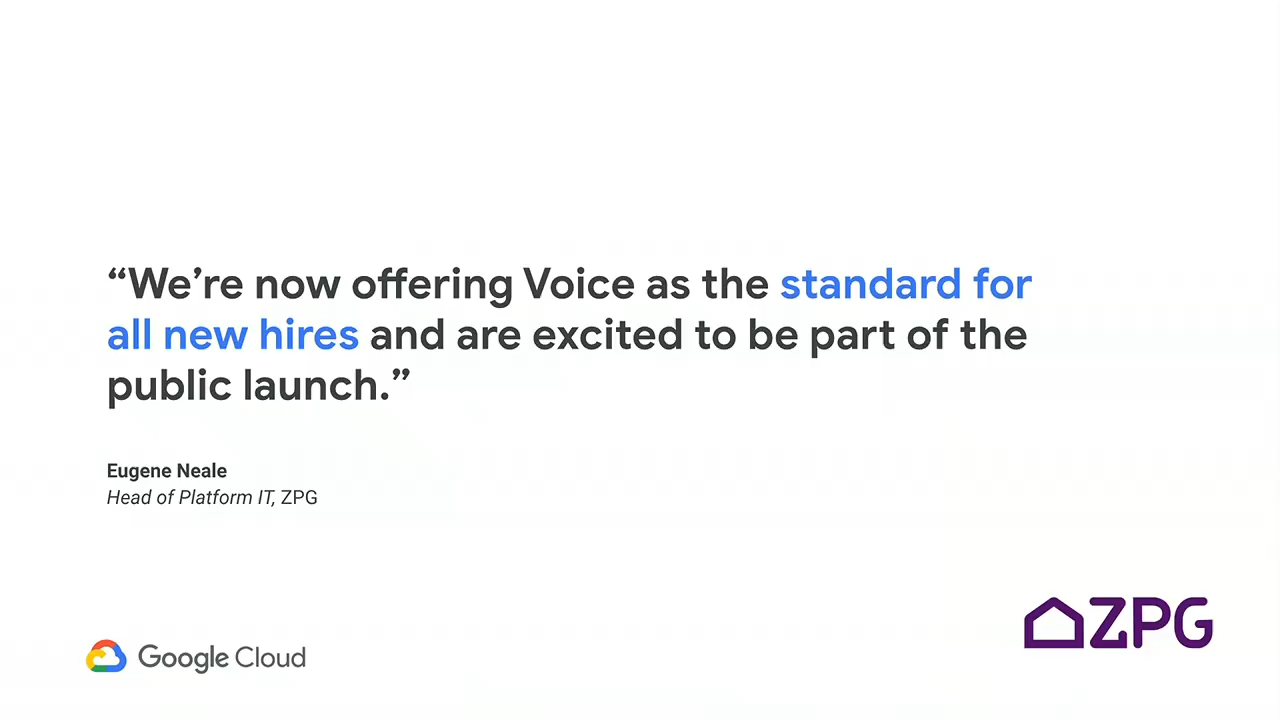 “We’re now offering Voice as the standard for
all new hires and are excited to be part of the
public launch.”
Eugene Neale
Head of Platform IT, ZPG
ZPG
Google Cloud